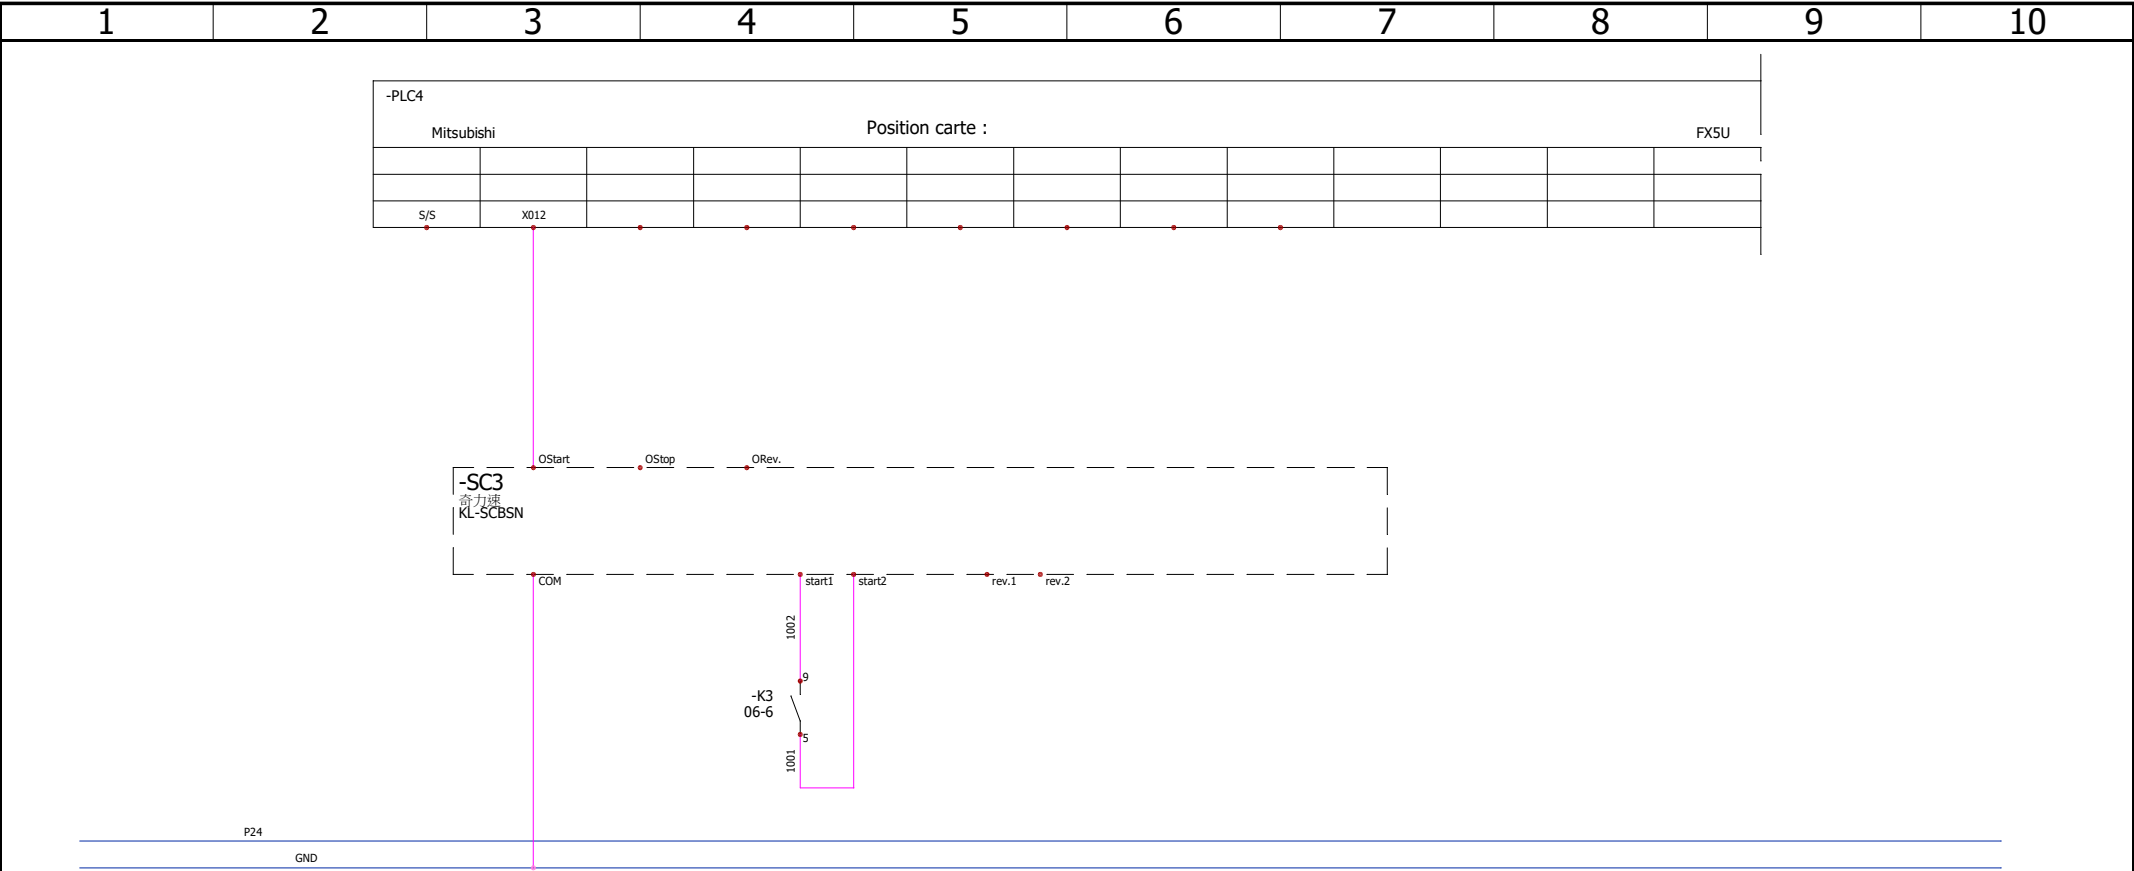 1 2 3 4 5 6 7 8 9 10
-PLC4
Mitsubishi Position carte : FX5U
S/S X012
OStart OStop ORev.
-SC3
奇力速
KL-SCBSN
COM start1 start2 rev.1 rev.2
1002
9
-K3
06-6
5
1001
P24
GND